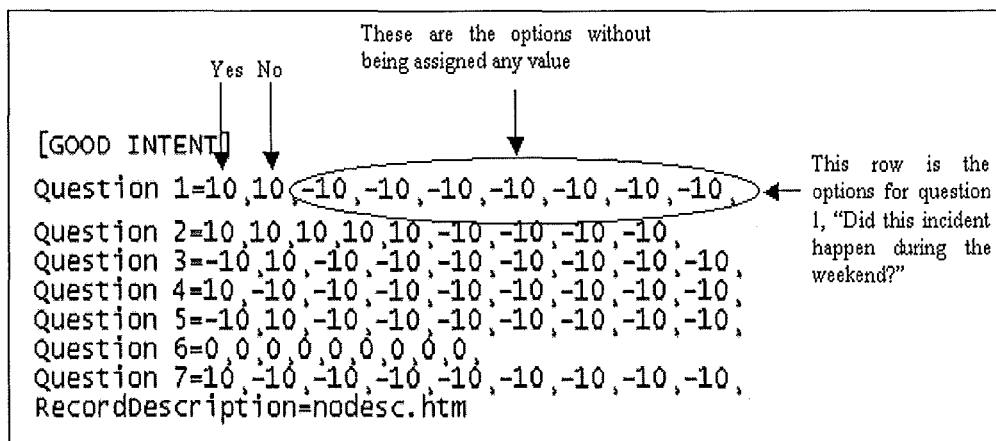 These are the options without
being assigned any value
Yes No
[GOOD INTENT]
Question 1=10,10,-10,-10,-10,-10,-10,-10,-10,
Question 2=10,10,10,10,10,-10,-10,-10,-10,
Question 3=-10,10,-10,-10,-10,-10,-10,-10,-10,
Question 4=10,-10,-10,-10,-10,-10,-10,-10,-10,
Question 5=-10,10,-10,-10,-10,-10,-10,-10,-10,
Question 6=0,0,0,0,0,0,0,0,0,
Question 7=10,-10,-10,-10,-10,-10,-10,-10,-10,
RecordDescription=nodesc.htm
This row is the
options for question
1, “Did this incident
happen during the
weekend?”